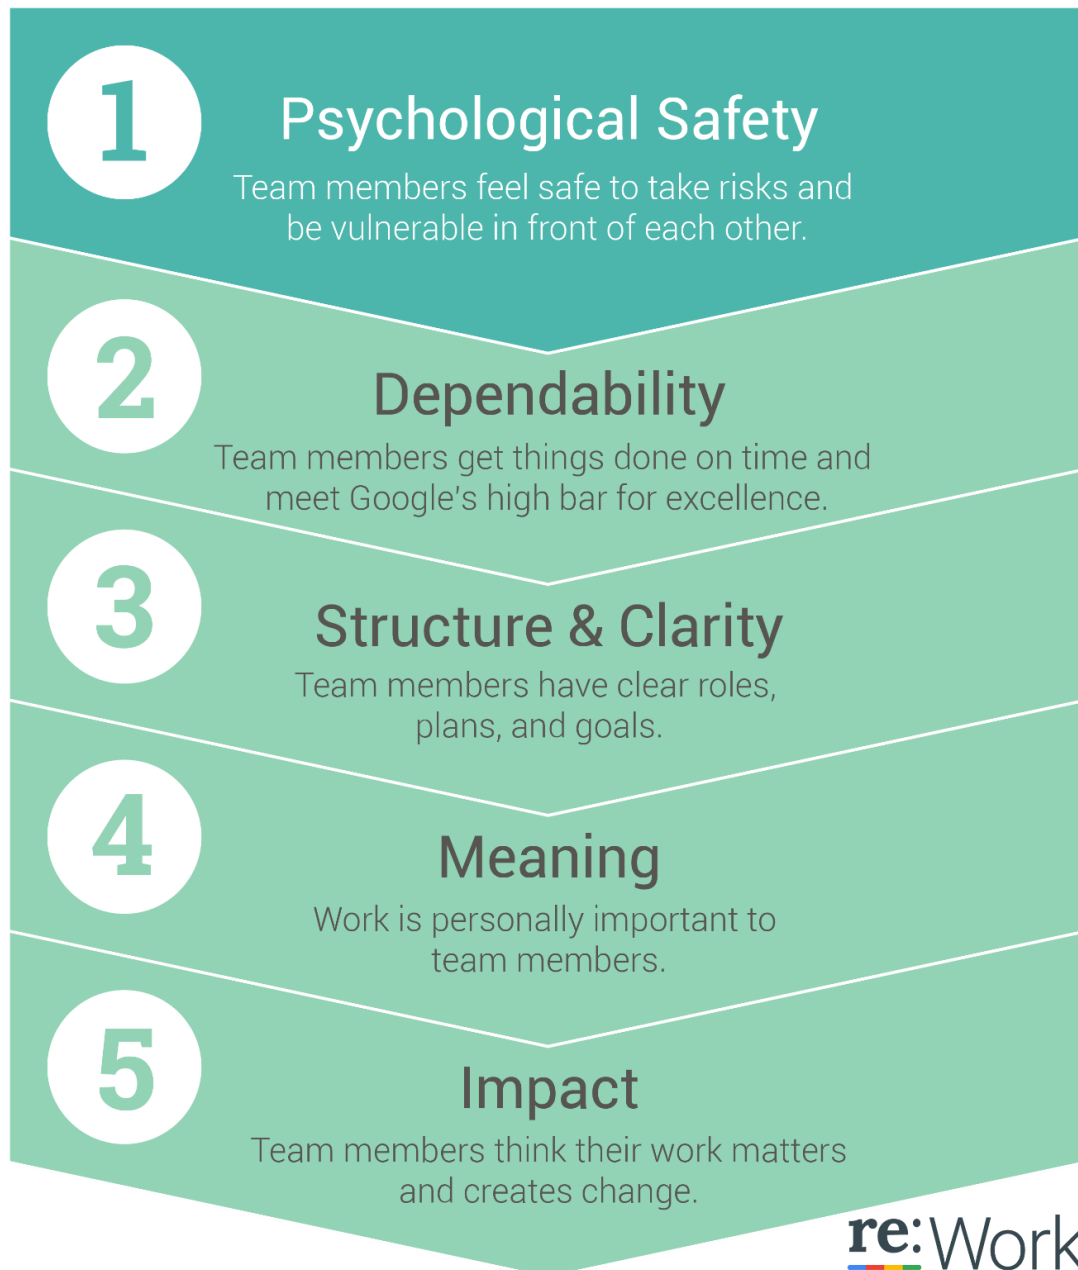 1
Psychological Safety
Team members feel safe to take risks and
be vulnerable in front of each other.
2
Dependability
Team members get things done on time and
meet Google's high bar for excellence.
3
Structure & Clarity
Team members have clear roles,
plans, and goals.
4
Meaning
Work is personally important to
team members.
5
Impact
Team members think their work matters
and creates change.
re:Work